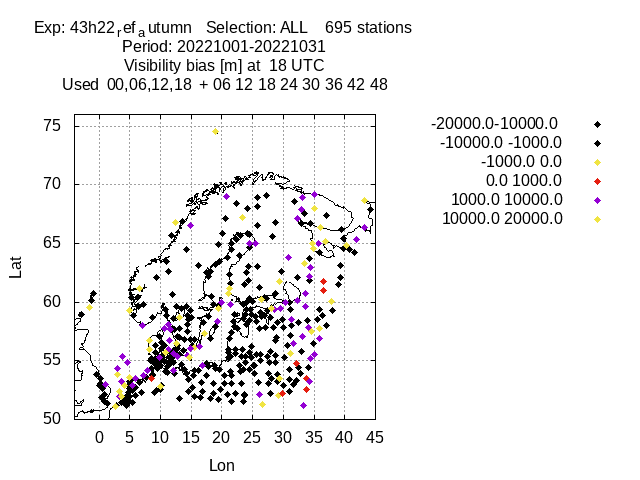 Exp: 43h22_ref_autumn   Selection: ALL    695 stations
Period: 20221001-20221031
Visibility bias [m] at  18 UTC
Used  00,06,12,18  + 06 12 18 24 30 36 42 48
-20000.0-10000.0
-10000.0 -1000.0
-1000.0 0.0
0.0 1000.0
1000.0 10000.0
10000.0 20000.0
75
70
65
60
55
50
Lat
0 5 10 15 20 25 30 35 40 45
Lon